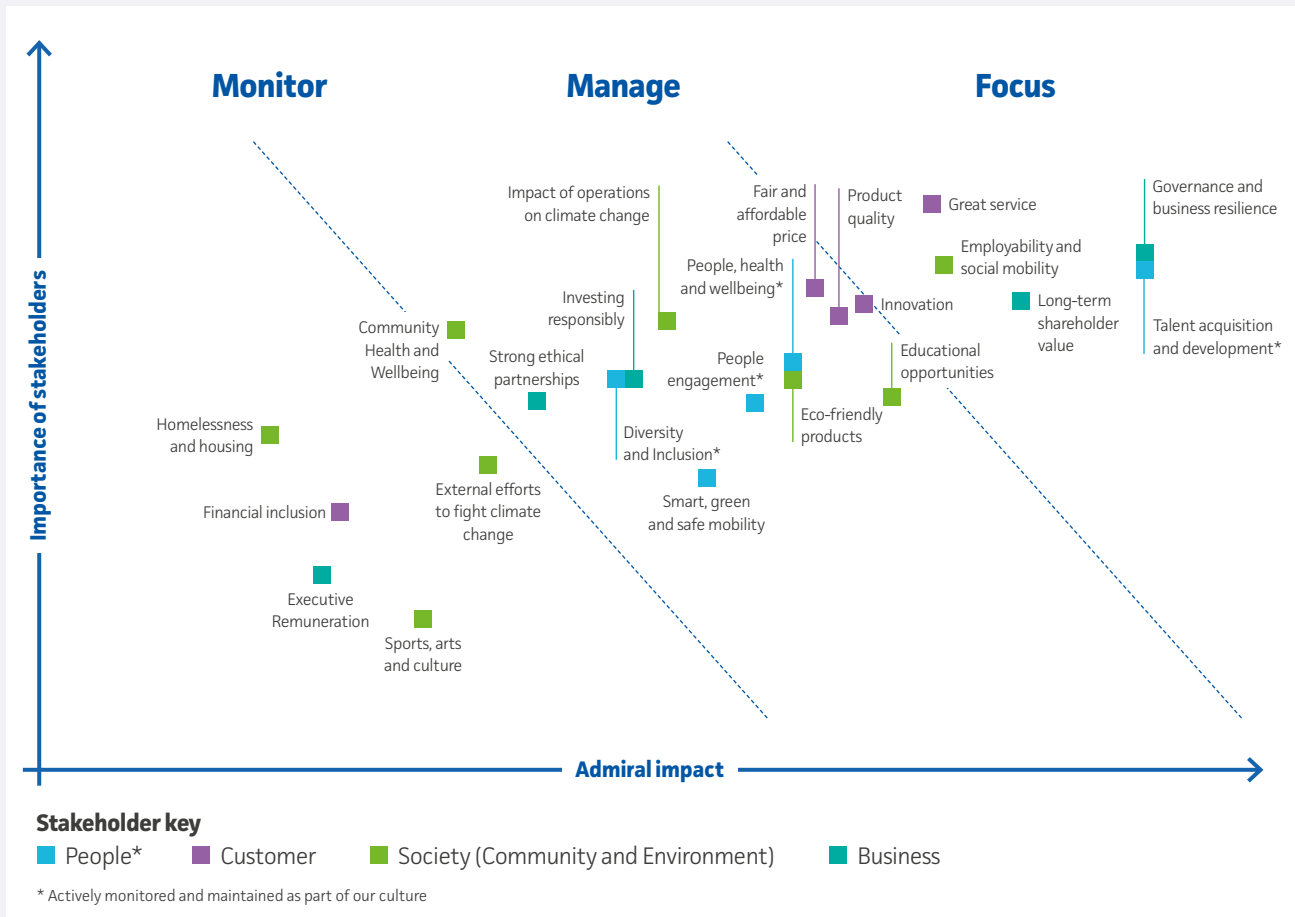 Monitor
Manage
Focus
Importance of stakeholders
Impact of operations
on climate change
Fair and
affordable
price
Product
quality
Great service
Governance and
business resilience
Employability and
social mobility
People, health
and wellbeing*
Investing
responsibly
Innovation
Long-term
shareholder
value
Talent acquisition
and development*
Community
Health and
Wellbeing
Strong ethical
partnerships
People
engagement*
Educational
opportunities
Eco-friendly
products
Homelessness
and housing
Diversity
and Inclusion*
External efforts
to fight climate
change
Smart, green
and safe mobility
Financial inclusion
Executive
Remuneration
Sports, arts
and culture
Admiral impact
Stakeholder key
People*
Customer
Society (Community and Environment)
Business
* Actively monitored and maintained as part of our culture